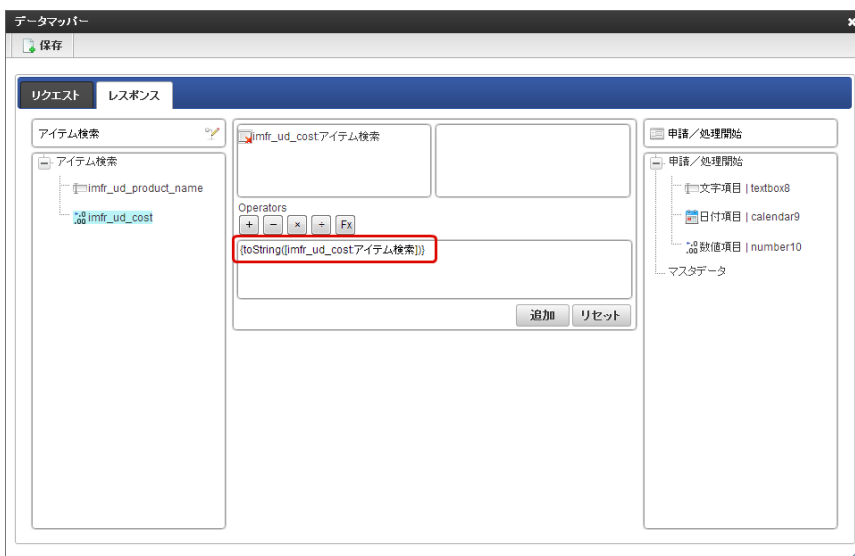 データマッパー
保存
リクエスト
レスポンス
アイテム検索
アイテム検索
imfr_ud_product_name
imfr_ud_cost
imfr_ud_cost:アイテム検索
Operators
+ − × ÷ Fx
{toString([imfr_ud_cost:アイテム検索])}
追加
リセット
申請／処理開始
申請／処理開始
文字項目 | textbox8
日付項目 | calendar9
数値項目 | number10
マスタデータ